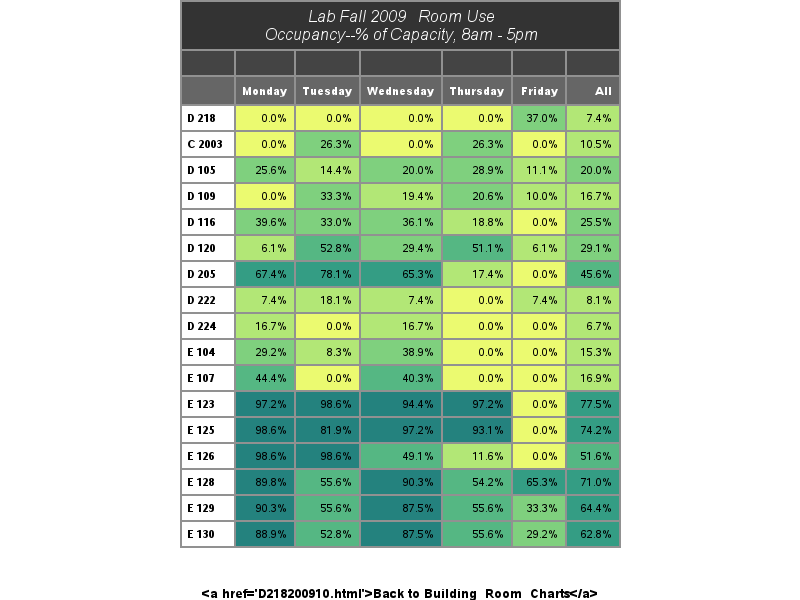 Lab Fall 2009 Room Use
Occupancy--% of Capacity, 8am - 5pm
Monday Tuesday Wednesday Thursday Friday All
D 218 0.0% 0.0% 0.0% 0.0% 37.0% 7.4%
C 2003 0.0% 26.3% 0.0% 26.3% 0.0% 10.5%
D 105 25.6% 14.4% 20.0% 28.9% 11.1% 20.0%
D 109 0.0% 33.3% 19.4% 20.6% 10.0% 16.7%
D 116 39.6% 33.0% 36.1% 18.8% 0.0% 25.5%
D 120 6.1% 52.8% 29.4% 51.1% 6.1% 29.1%
D 205 67.4% 78.1% 65.3% 17.4% 0.0% 45.6%
D 222 7.4% 18.1% 7.4% 0.0% 7.4% 8.1%
D 224 16.7% 0.0% 16.7% 0.0% 0.0% 6.7%
E 104 29.2% 8.3% 38.9% 0.0% 0.0% 15.3%
E 107 44.4% 0.0% 40.3% 0.0% 0.0% 16.9%
E 123 97.2% 98.6% 94.4% 97.2% 0.0% 77.5%
E 125 98.6% 81.9% 97.2% 93.1% 0.0% 74.2%
E 126 98.6% 98.6% 49.1% 11.6% 0.0% 51.6%
E 128 89.8% 55.6% 90.3% 54.2% 65.3% 71.0%
E 129 90.3% 55.6% 87.5% 55.6% 33.3% 64.4%
E 130 88.9% 52.8% 87.5% 55.6% 29.2% 62.8%
<a href='D218200910.html'>Back to Building Room Charts</a>